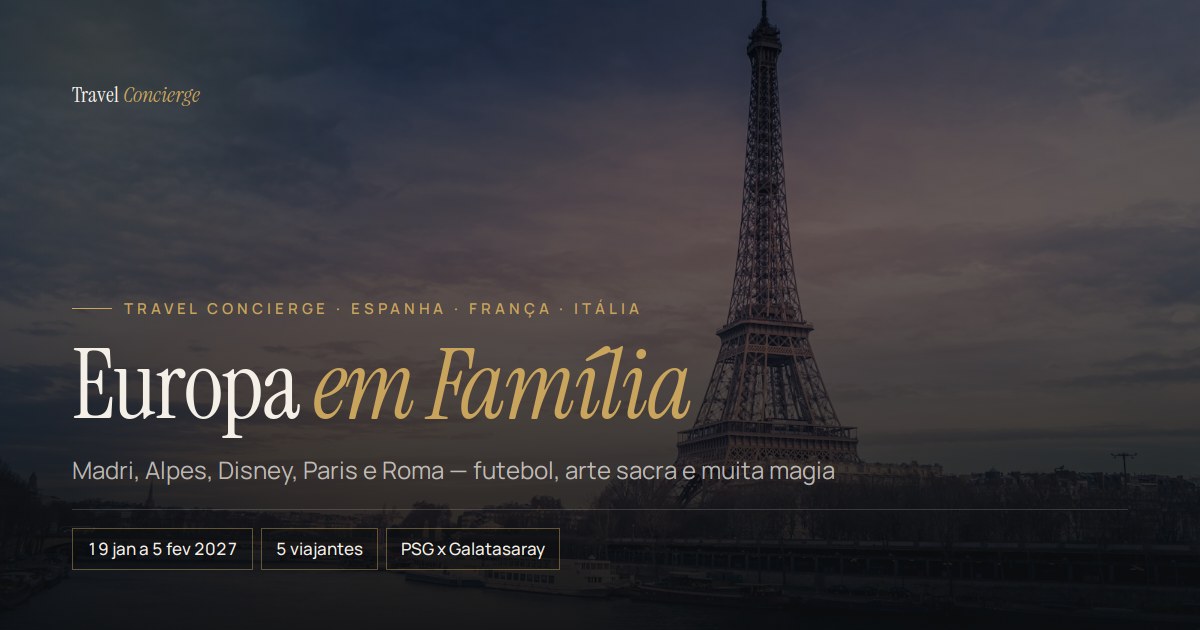 Travel Concierge
TRAVEL CONCIERGE · ESPANHA · FRANÇA · ITÁLIA
Europa em Família
Madri, Alpes, Disney, Paris e Roma — futebol, arte sacra e muita magia
19 jan a 5 fev 2027
5 viajantes
PSG x Galatasaray